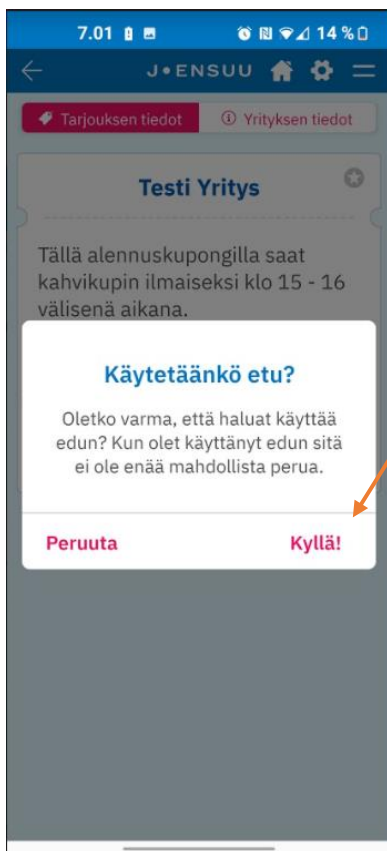 7.01 14 %
J•ENSUU
Tarjouksen tiedot Yrityksen tiedot
Testi Yritys
Tällä alennuskupongilla saat
kahvikupin ilmaiseksi klo 15 - 16
välisenä aikana.
Käytetäänkö etu?
Oletko varma, että haluat käyttää
edun? Kun olet käyttänyt edun sitä
ei ole enää mahdollista perua.
Peruuta Kyllä!